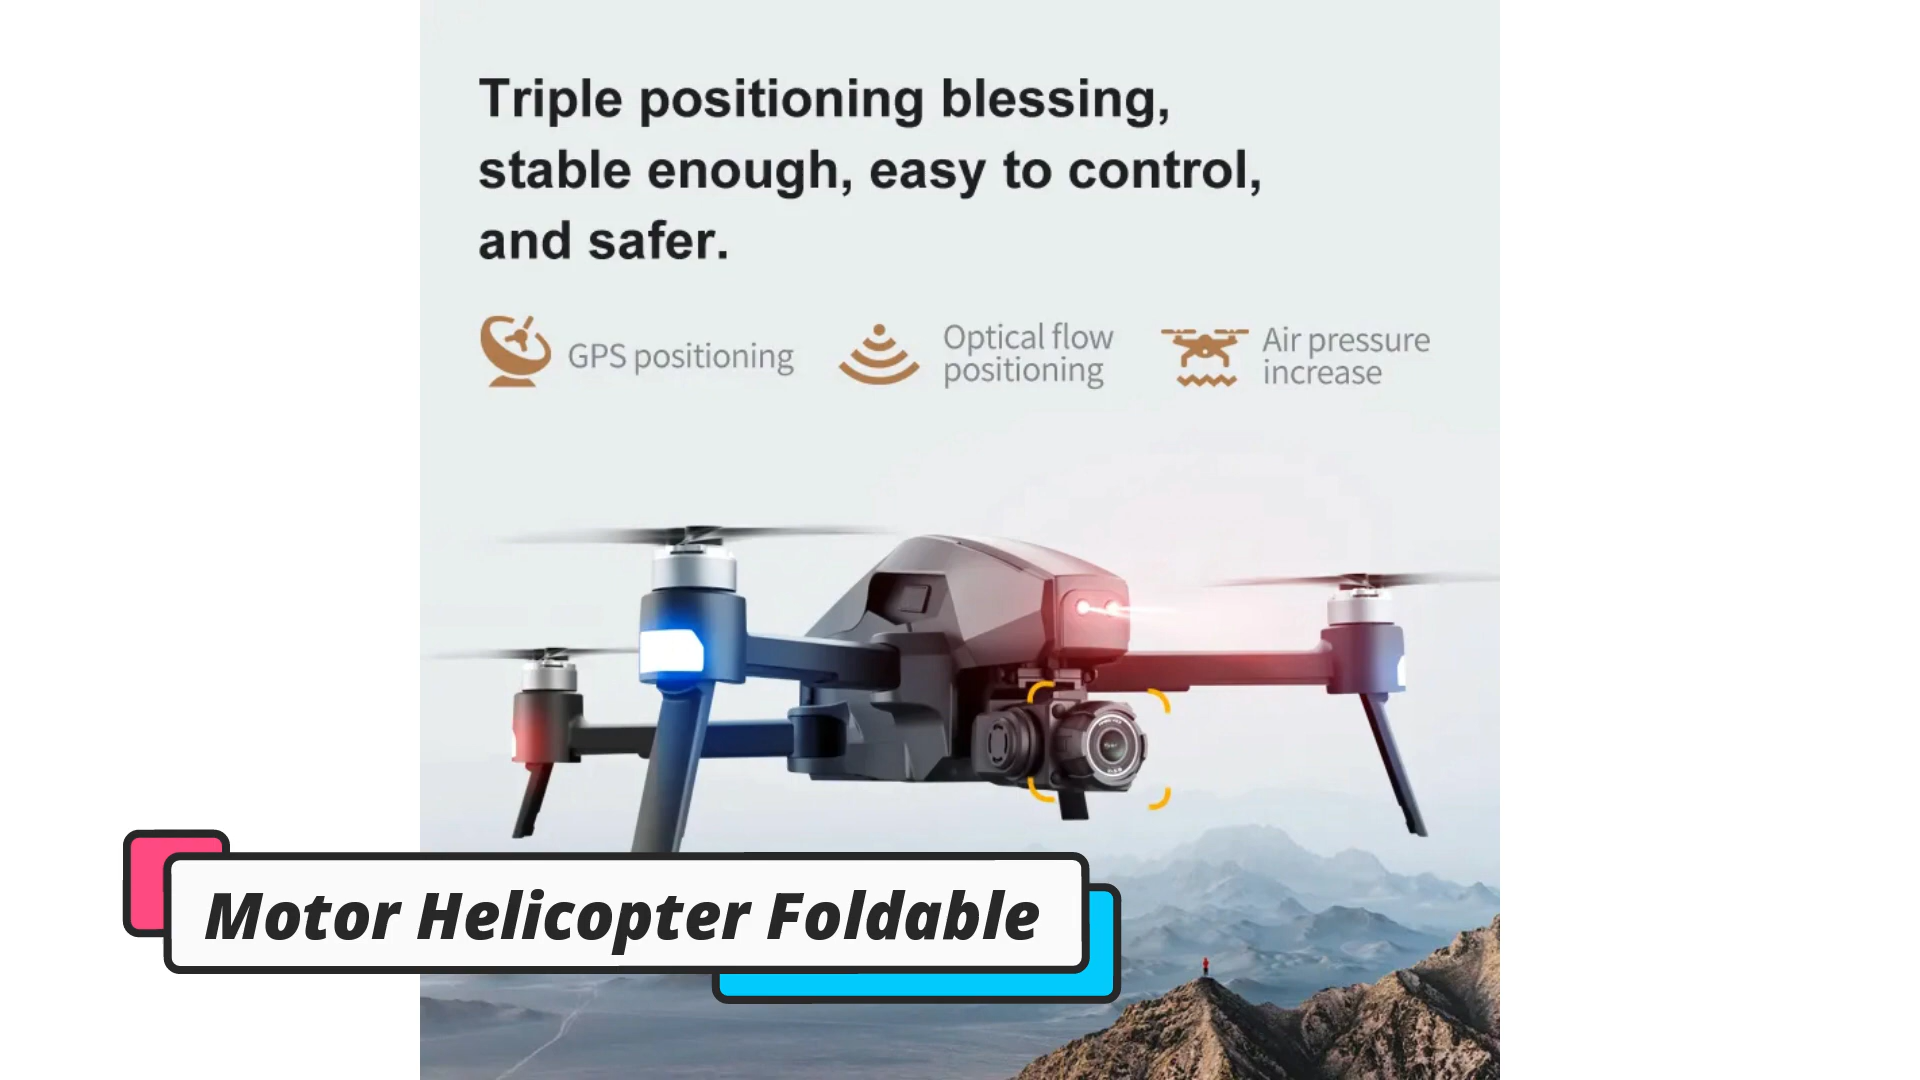 Triple positioning blessing,
stable enough, easy to control,
and safer.
GPS positioning
Optical flow
positioning
Air pressure
increase
Motor Helicopter Foldable